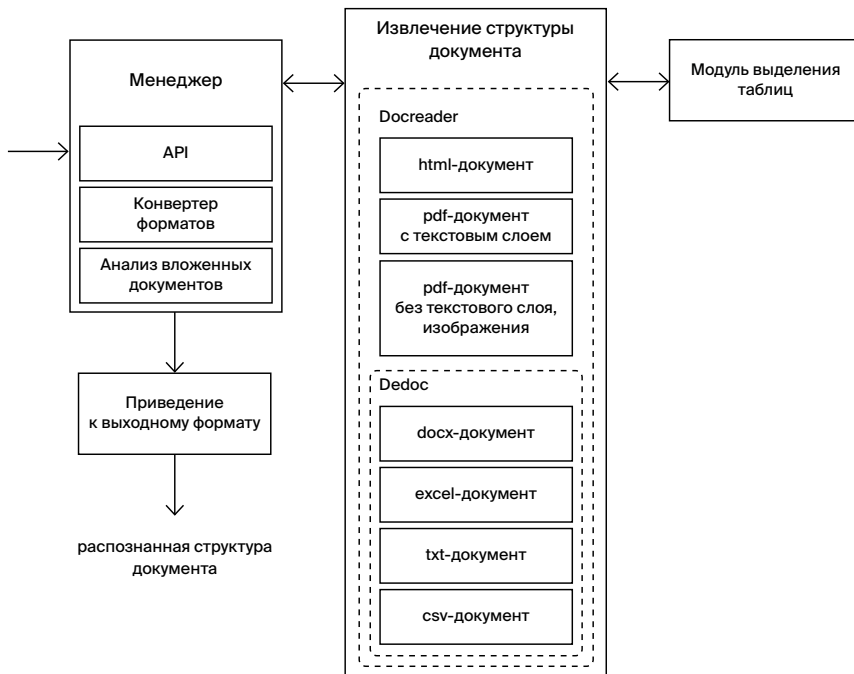 Менеджер
API
Конвертер
форматов
Анализ вложенных
документов
Приведение
к выходному формату
распознанная структура
документа
Извлечение структуры
документа
Docreader
html-документ
pdf-документ
с текстовым слоем
pdf-документ
без текстового слоя,
изображения
Dedoc
docx-документ
excel-документ
txt-документ
csv-документ
Модуль выделения
таблиц